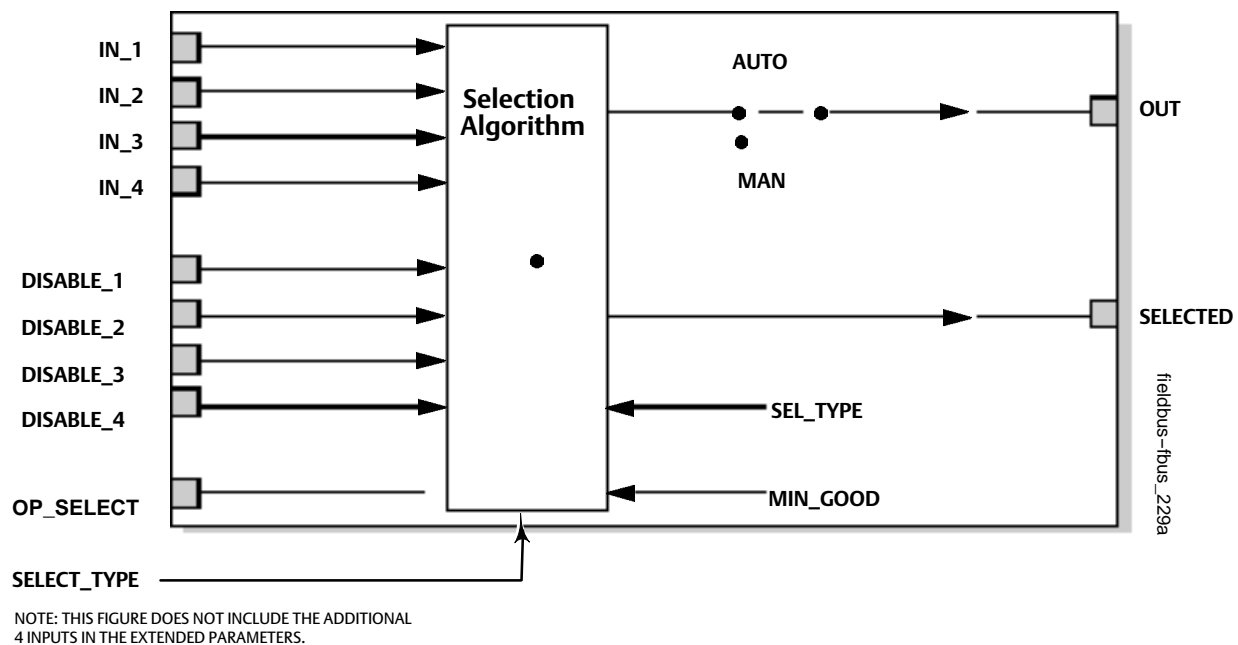 IN_1
IN_2
IN_3
IN_4
DISABLE_1
DISABLE_2
DISABLE_3
DISABLE_4
OP_SELECT
SELECT_TYPE
Selection
Algorithm
AUTO
MAN
SEL_TYPE
MIN_GOOD
OUT
SELECTED
fieldbus-fbus_229a
NOTE: THIS FIGURE DOES NOT INCLUDE THE ADDITIONAL
4 INPUTS IN THE EXTENDED PARAMETERS.